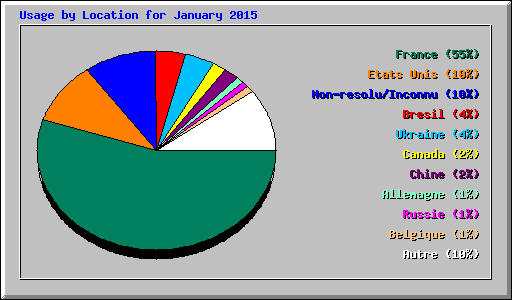 Usage by Location for January 2015
France (55%)
Etats Unis (10%)
Non-resolu/Inconnu (10%)
Bresil (4%)
Ukraine (4%)
Canada (2%)
Chine (2%)
Allemagne (1%)
Russie (1%)
Belgique (1%)
Autre (10%)